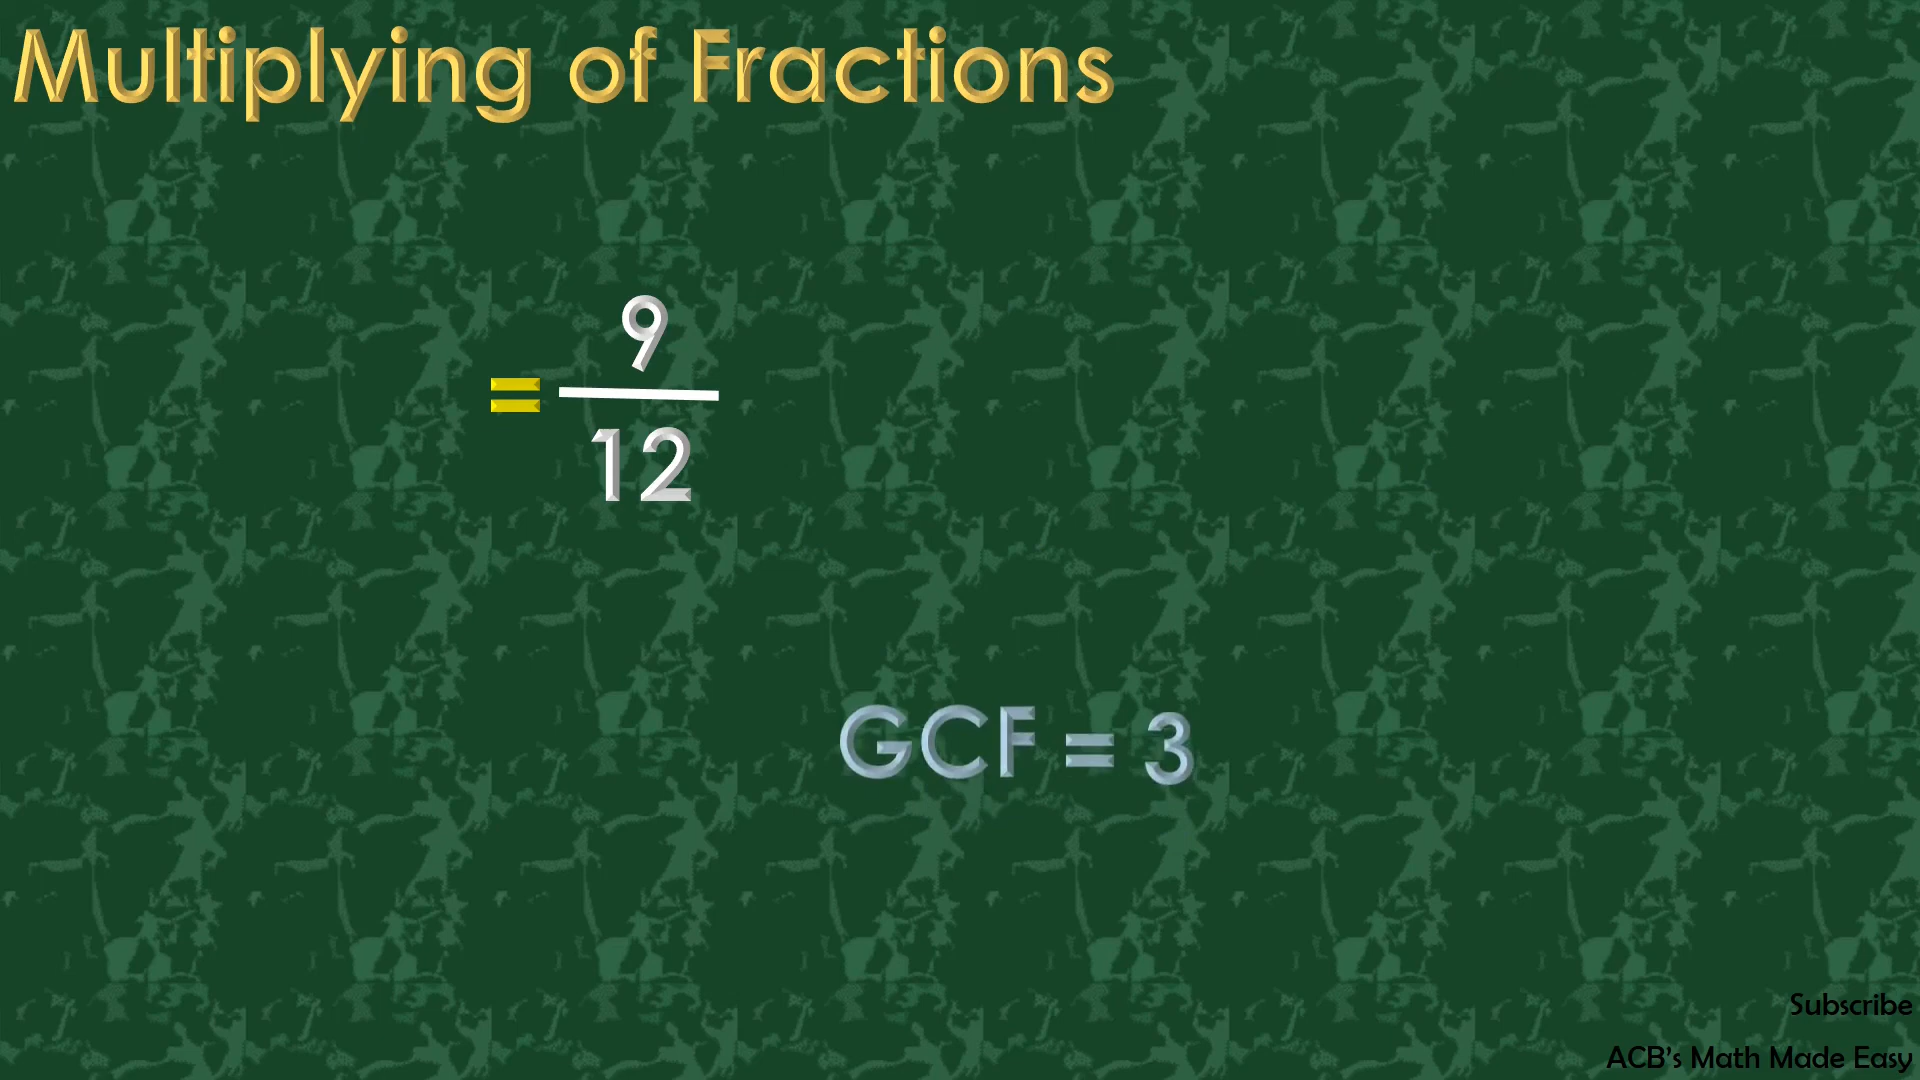 Multiplying of Fractions
= 9
12
GCF = 3
Subscribe
ACB's Math Made Easy